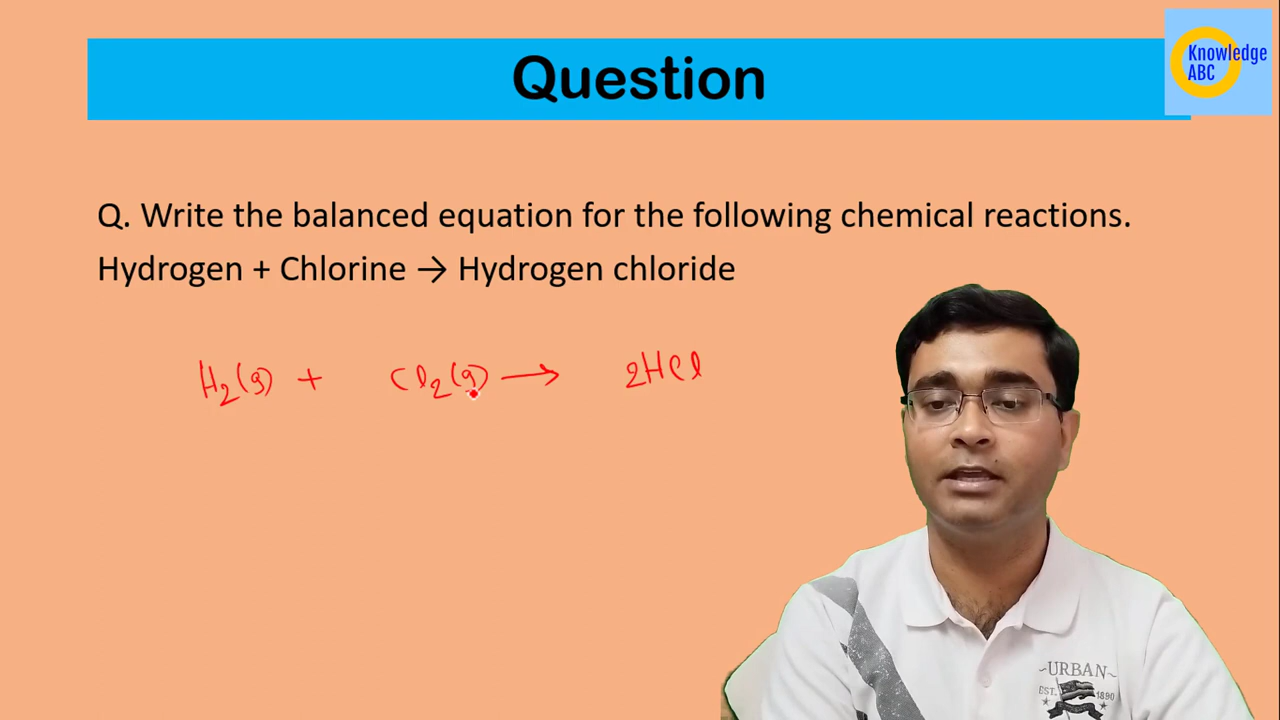 Question
Knowledge
ABC
Q. Write the balanced equation for the following chemical reactions.
Hydrogen + Chlorine → Hydrogen chloride
H₂(g) + Cl₂(g) → 2HCl
~URBAN~
EST. 1890